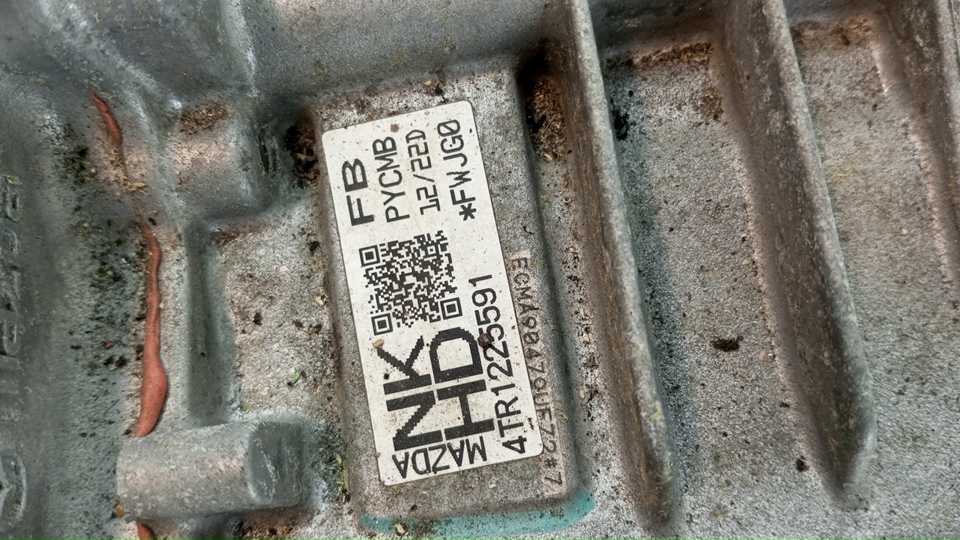 MAZDA
NK
HD
FB
PYCMB
12/22D
*FWJG0
4TR1225591